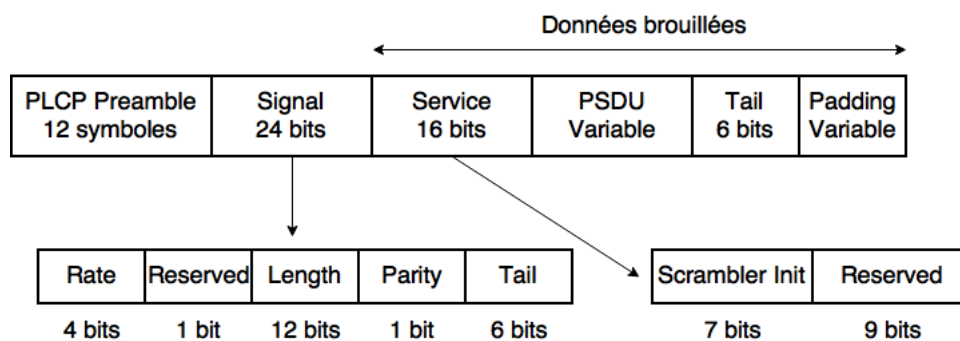 Données brouillées
PLCP Preamble
12 symboles
Signal
24 bits
Service
16 bits
PSDU
Variable
Tail
6 bits
Padding
Variable
Rate
Reserved
Length
Parity
Tail
Scrambler Init
Reserved
4 bits
1 bit
12 bits
1 bit
6 bits
7 bits
9 bits